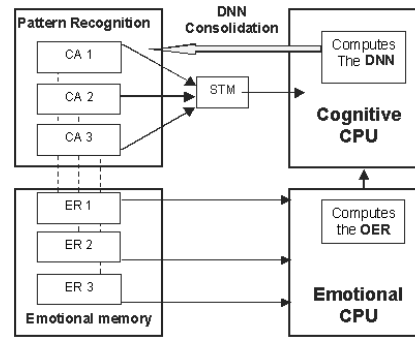 Pattern Recognition
CA 1
CA 2
CA 3
DNN
Consolidation
STM
Computes
The DNN
Cognitive
CPU
ER 1
ER 2
ER 3
Emotional memory
Computes
the OER
Emotional
CPU